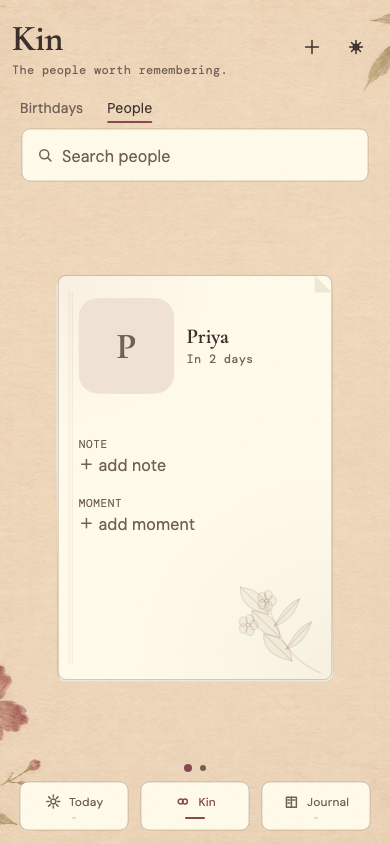 Kin
The people worth remembering.
Birthdays People
Search people
P
Priya
In 2 days
NOTE
+ add note
MOMENT
+ add moment
Today Kin Journal